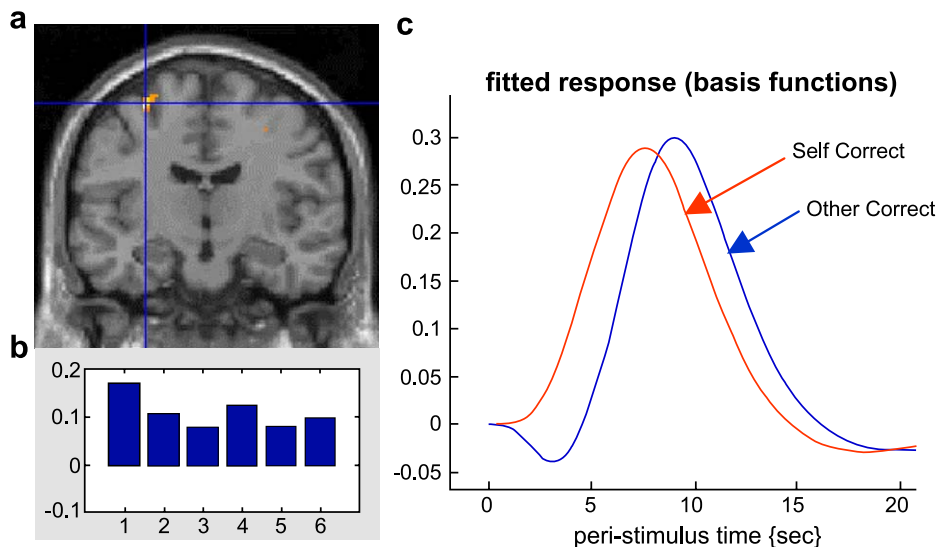 a
b
0.2
0.1
0
-0.1
1 2 3 4 5 6
c
fitted response (basis functions)
0.3
0.25
0.2
0.15
0.1
0.05
0
-0.05
Self Correct
Other Correct
0 5 10 15 20
peri-stimulus time {sec}